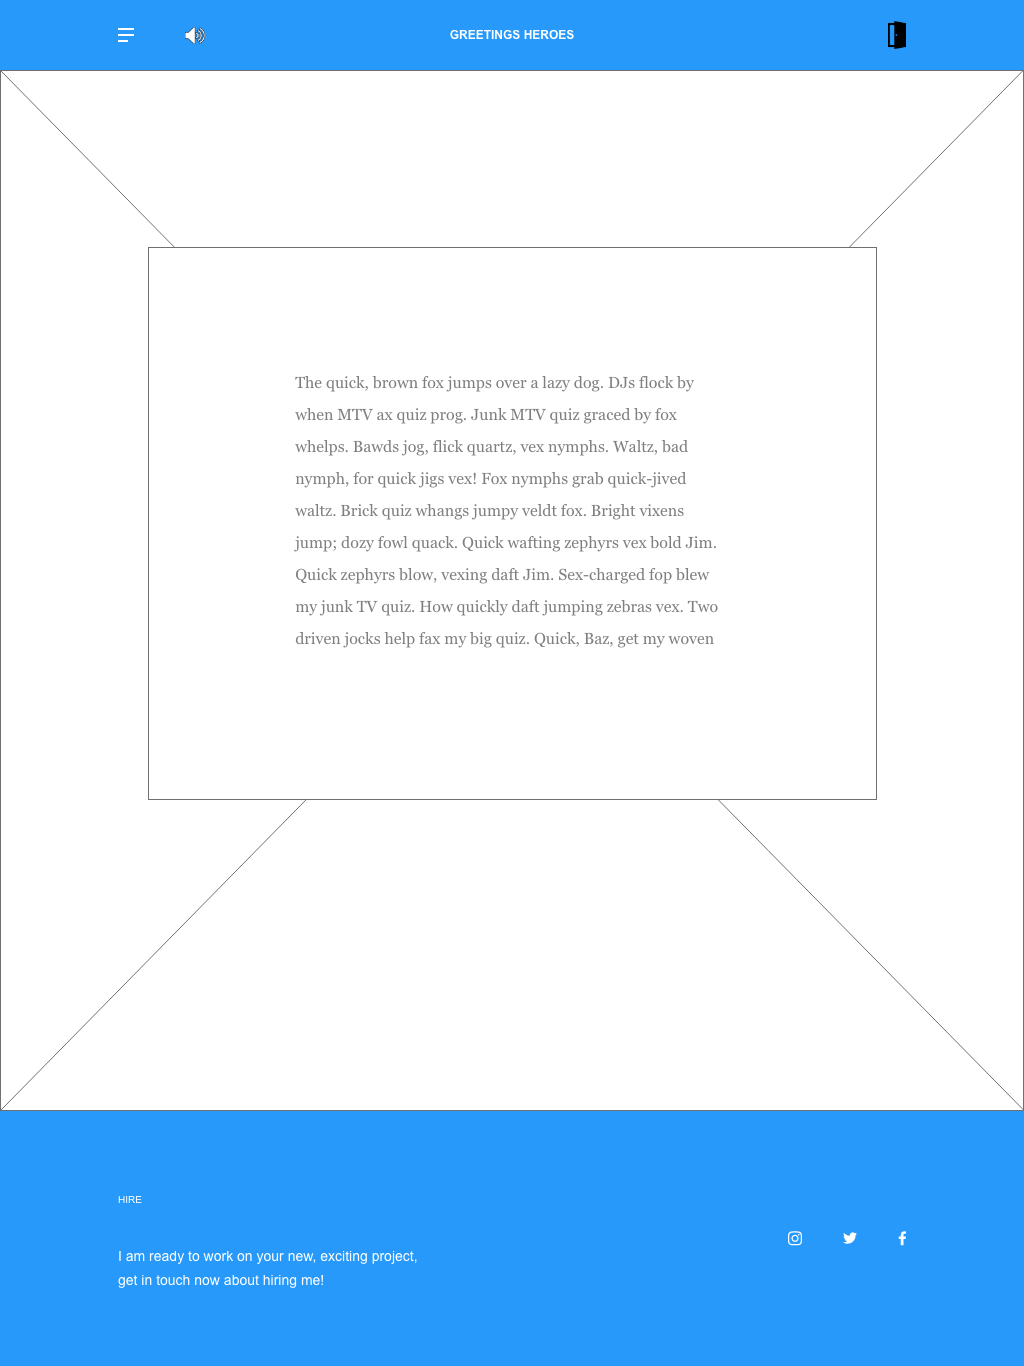 GREETINGS HEROES
The quick, brown fox jumps over a lazy dog. DJs flock by
when MTV ax quiz prog. Junk MTV quiz graced by fox
whelps. Bawds jog, flick quartz, vex nymphs. Waltz, bad
nymph, for quick jigs vex! Fox nymphs grab quick-jived
waltz. Brick quiz whangs jumpy veldt fox. Bright vixens
jump; dozy fowl quack. Quick wafting zephyrs vex bold Jim.
Quick zephyrs blow, vexing daft Jim. Sex-charged fop blew
my junk TV quiz. How quickly daft jumping zebras vex. Two
driven jocks help fax my big quiz. Quick, Baz, get my woven
HIRE
I am ready to work on your new, exciting project,
get in touch now about hiring me!